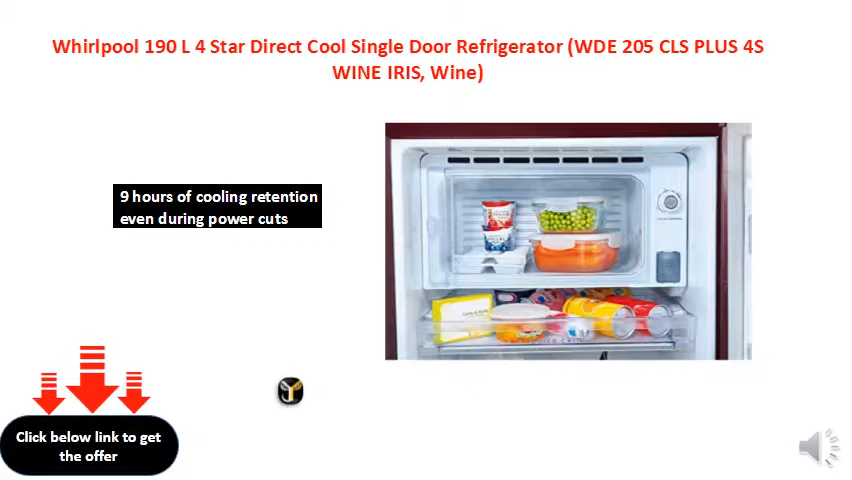 Whirlpool 190 L 4 Star Direct Cool Single Door Refrigerator (WDE 205 CLS PLUS 4S
WINE IRIS, Wine)
9 hours of cooling retention
even during power cuts
Click below link to get
the offer